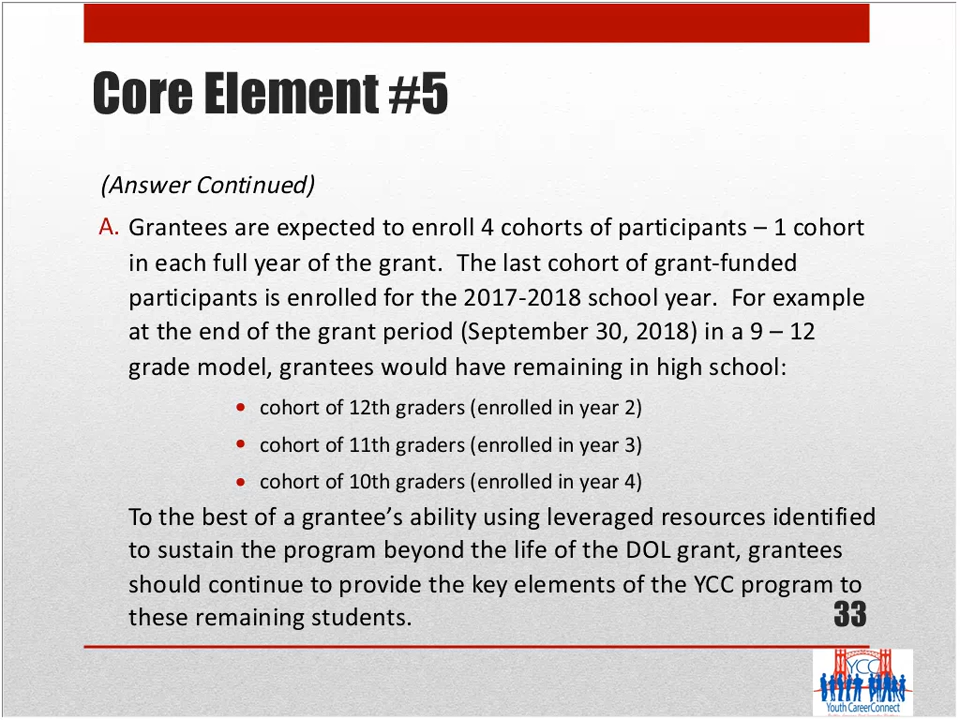 Core Element #5
(Answer Continued)
A. Grantees are expected to enroll 4 cohorts of participants – 1 cohort
in each full year of the grant.  The last cohort of grant-funded
participants is enrolled for the 2017-2018 school year.  For example
at the end of the grant period (September 30, 2018) in a 9 – 12
grade model, grantees would have remaining in high school:
• cohort of 12th graders (enrolled in year 2)
• cohort of 11th graders (enrolled in year 3)
• cohort of 10th graders (enrolled in year 4)
To the best of a grantee's ability using leveraged resources identified
to sustain the program beyond the life of the DOL grant, grantees
should continue to provide the key elements of the YCC program to
these remaining students.
33
YCC
Youth CareerConnect